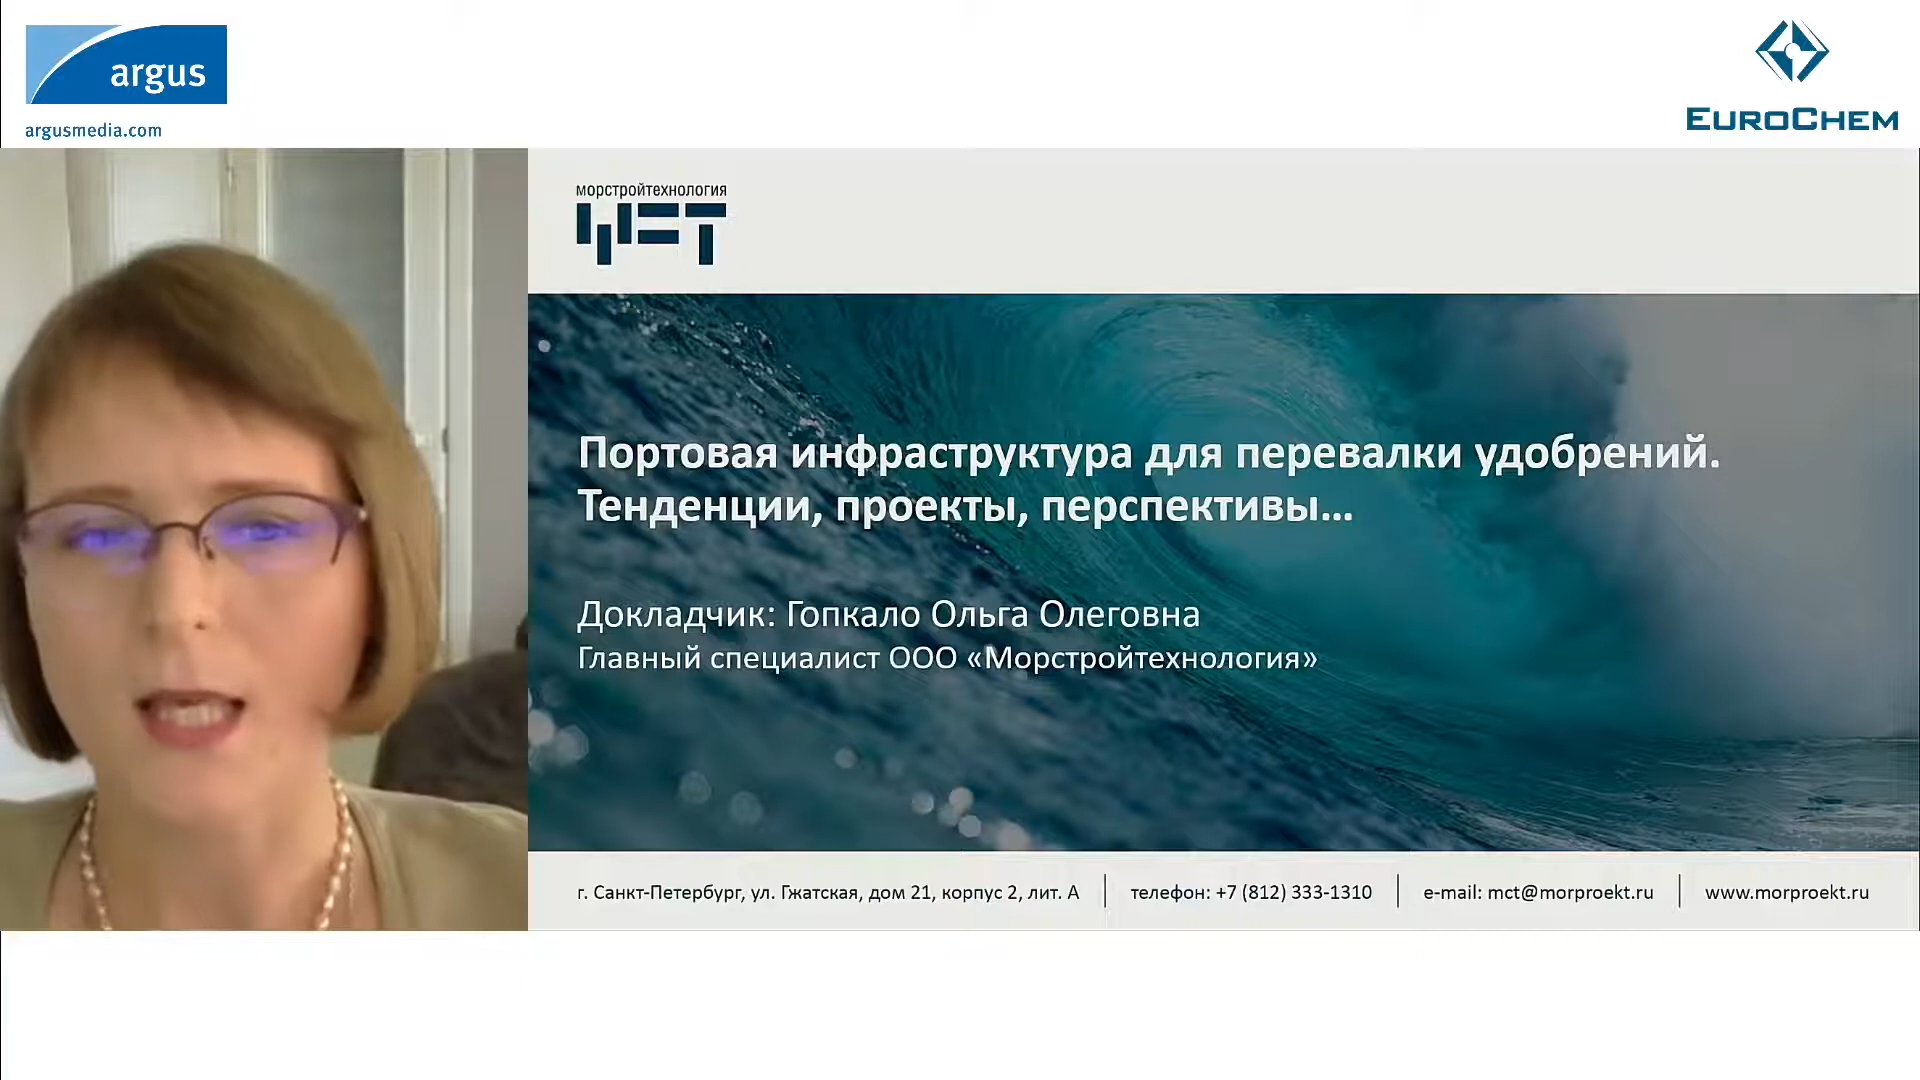 argus
argusmedia.com
EUROCHEM
морстройтехнология
Портовая инфраструктура для перевалки удобрений.
Тенденции, проекты, перспективы...
Докладчик: Гопкало Ольга Олеговна
Главный специалист ООО «Морстройтехнология»
г. Санкт-Петербург, ул. Гжатская, дом 21, корпус 2, лит. А
телефон: +7 (812) 333-1310
e-mail: mct@morproekt.ru
www.morproekt.ru